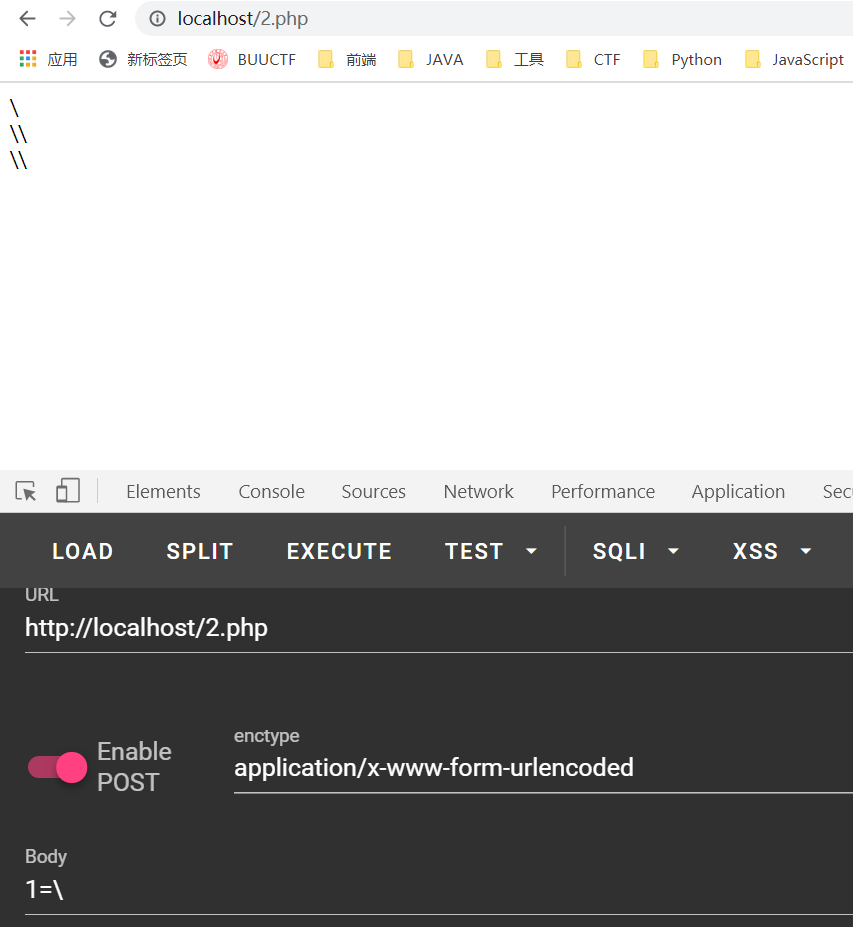 localhost/2.php
应用 新标签页 BUUCTF 前端 JAVA 工具 CTF Python JavaScript
\
\\
\\
Elements Console Sources Network Performance Application Sec
LOAD SPLIT EXECUTE TEST SQLI XSS
URL
http://localhost/2.php
enctype
Enable
POST
application/x-www-form-urlencoded
Body
1=\